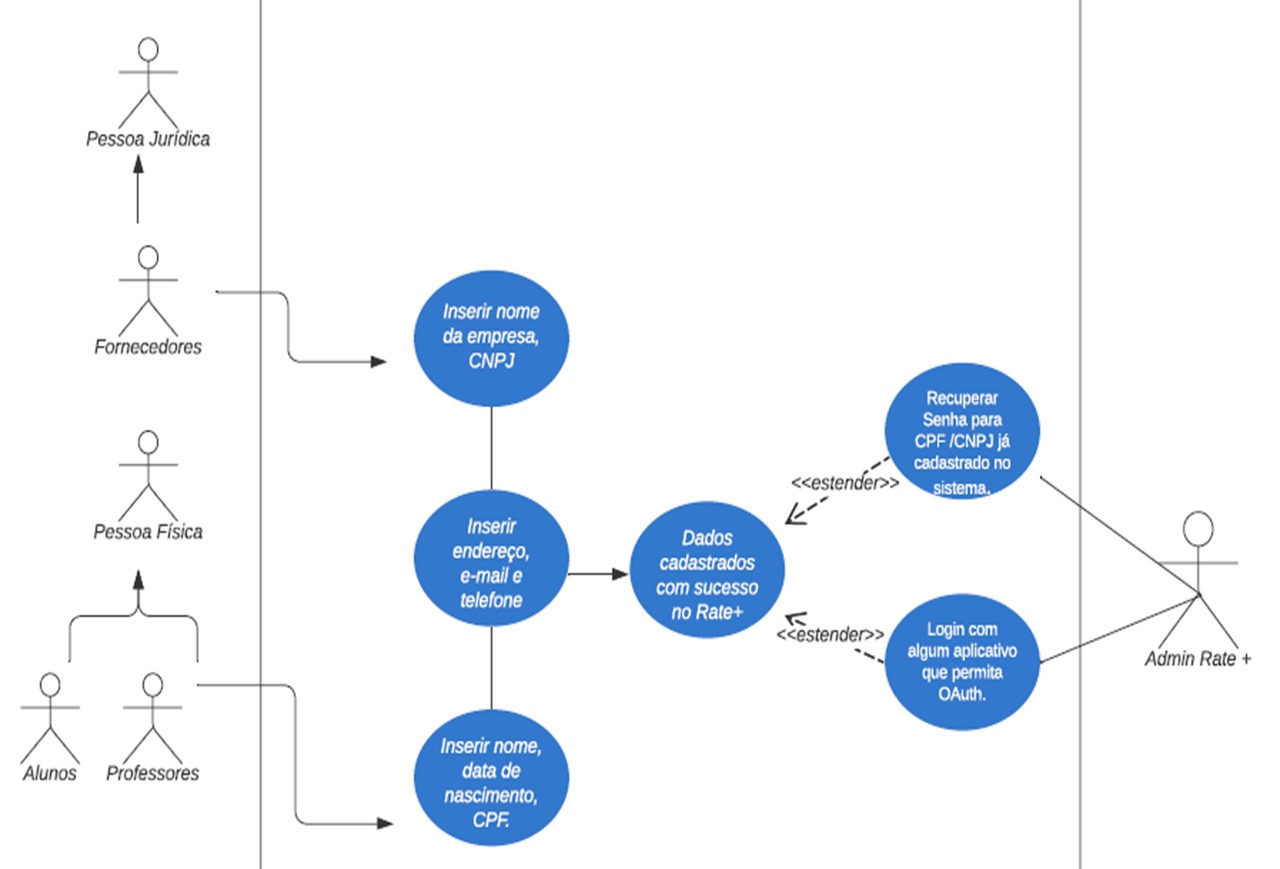 Pessoa Jurídica
Fornecedores
Pessoa Física
Alunos
Professores
Inserir nome
da empresa,
CNPJ
Inserir
endereço,
e-mail e
telefone
Inserir nome,
data de
nascimento,
CPF.
Dados
cadastrados
com sucesso
no Rate+
<<estender>>
<<estender>>
Recuperar
Senha para
CPF /CNPJ já
cadastrado no
sistema.
Login com
algum aplicativo
que permita
OAuth.
Admin Rate +